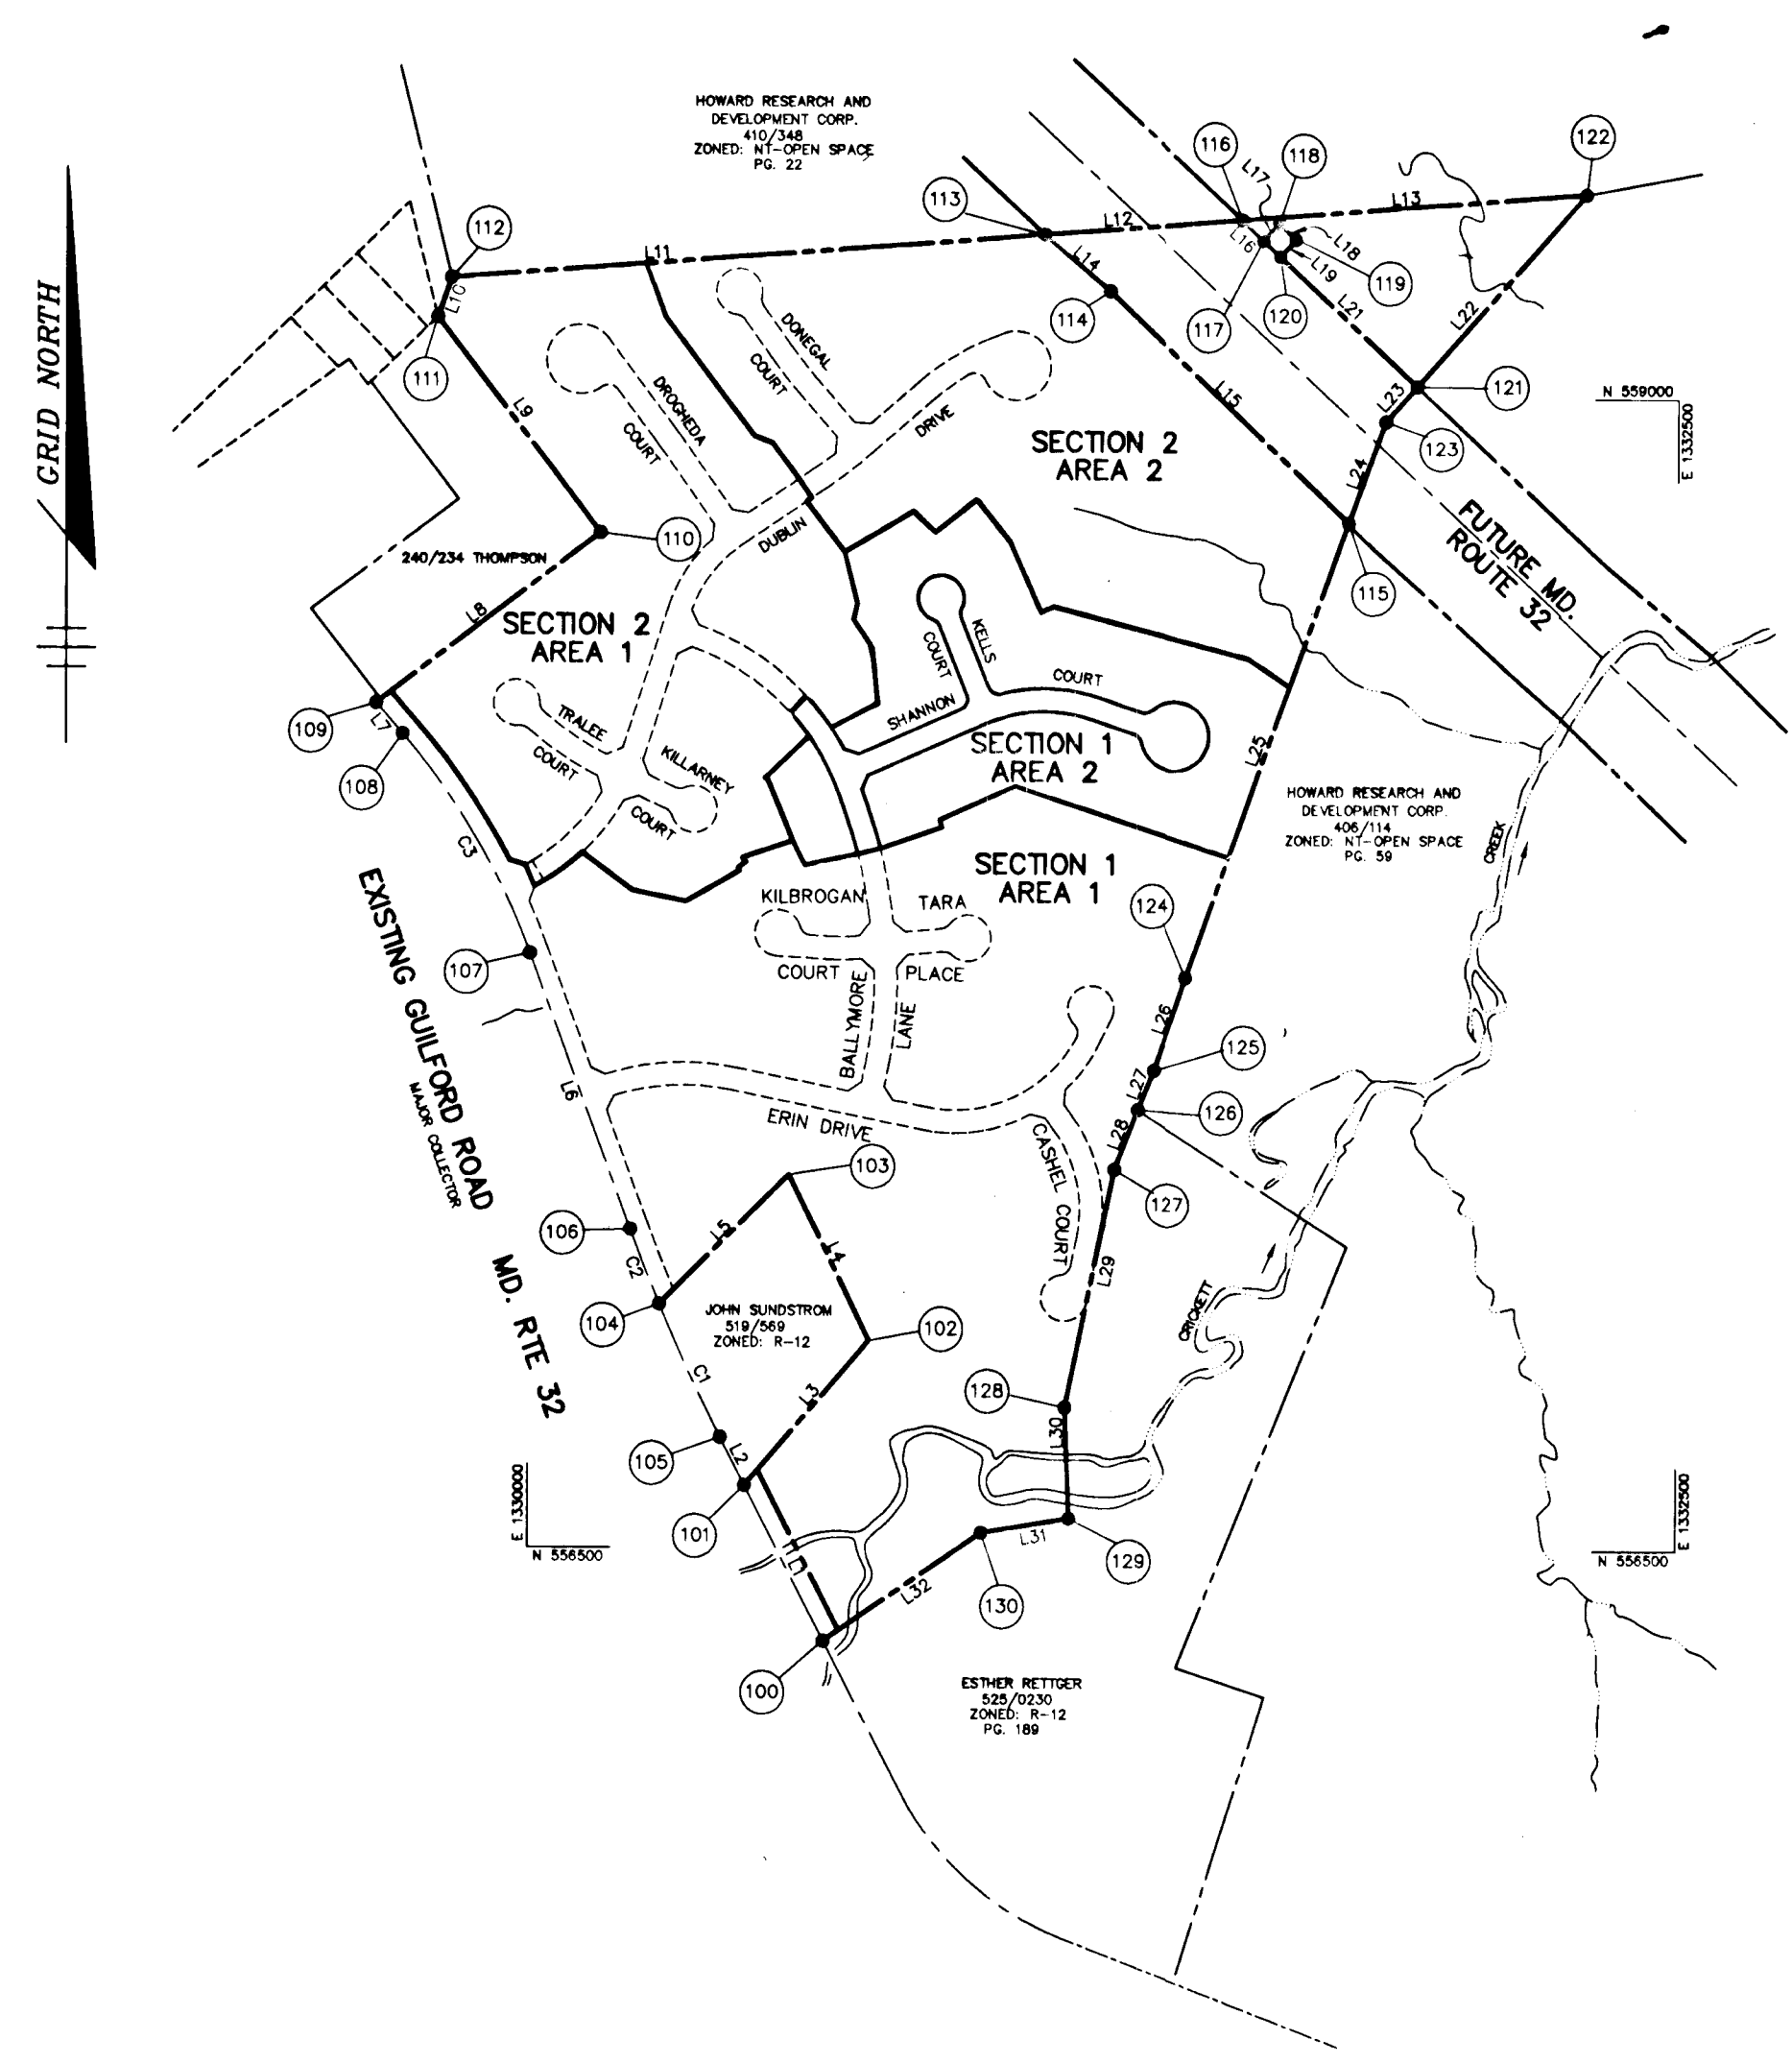 HOWARD RESEARCH AND
DEVELOPMENT CORP.
410/348
ZONED: NT-OPEN SPACE
PG. 22
GRID NORTH
122
116
118
L17
113
L12
L13
112
L11
L16
L18
L19
119
L14
L10
114
117
120
L21
L22
111
DONEGAL
COURT
L9
DROGHEDA
COURT
DRIVE
L15
L23
121
N 559000
E 1332500
123
SECTION 2
AREA 2
L24
110
DUBLIN
FUTURE MD.
ROUTE 32
240/234 THOMPSON
115
L8
SECTION 2
AREA 1
KELLS
COURT
COURT
SHANNON
109
L7
108
TRALEE
COURT
KILLARNEY
COURT
SECTION 1
AREA 2
L25
C3
HOWARD RESEARCH AND
DEVELOPMENT CORP.
406/114
ZONED: NT-OPEN SPACE
PG. 59
CREEK
SECTION 1
AREA 1
KILBROGAN
TARA
124
COURT
PLACE
107
EXISTING GUILFORD ROAD
MAJOR COLLECTOR
BALLYMORE
LANE
L26
125
L6
L27
126
ERIN DRIVE
L28
CASHEL COURT
103
127
106
L5
L4
C2
L29
MD. RTE 32
104
JOHN SUNDSTROM
519/569
ZONED: R-12
102
CRICKETT
C1
L3
128
L30
105
L2
E 1330000
N 556500
101
L31
129
E 1332500
N 556500
L1
L32
130
100
ESTHER RETTGER
525/0230
ZONED: R-12
PG. 189